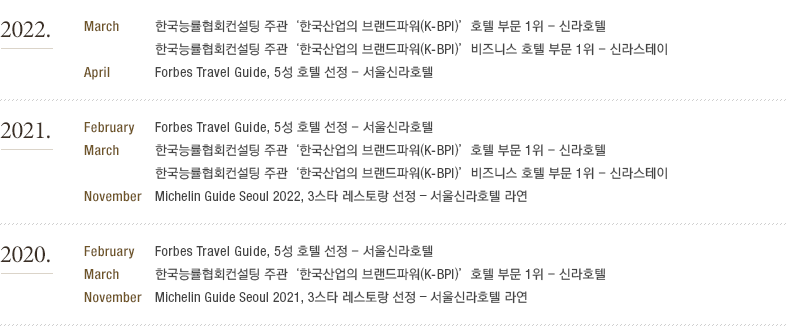 2022. March 한국능률협회컨설팅 주관 ‘한국산업의 브랜드파워(K-BPI)’ 호텔 부문 1위 – 신라호텔
한국능률협회컨설팅 주관 ‘한국산업의 브랜드파워(K-BPI)’ 비즈니스 호텔 부문 1위 – 신라스테이
April Forbes Travel Guide, 5성 호텔 선정 – 서울신라호텔
2021. February Forbes Travel Guide, 5성 호텔 선정 – 서울신라호텔
March 한국능률협회컨설팅 주관 ‘한국산업의 브랜드파워(K-BPI)’ 호텔 부문 1위 – 신라호텔
한국능률협회컨설팅 주관 ‘한국산업의 브랜드파워(K-BPI)’ 비즈니스 호텔 부문 1위 – 신라스테이
November Michelin Guide Seoul 2022, 3스타 레스토랑 선정 – 서울신라호텔 라연
2020. February Forbes Travel Guide, 5성 호텔 선정 – 서울신라호텔
March 한국능률협회컨설팅 주관 ‘한국산업의 브랜드파워(K-BPI)’ 호텔 부문 1위 – 신라호텔
November Michelin Guide Seoul 2021, 3스타 레스토랑 선정 – 서울신라호텔 라연